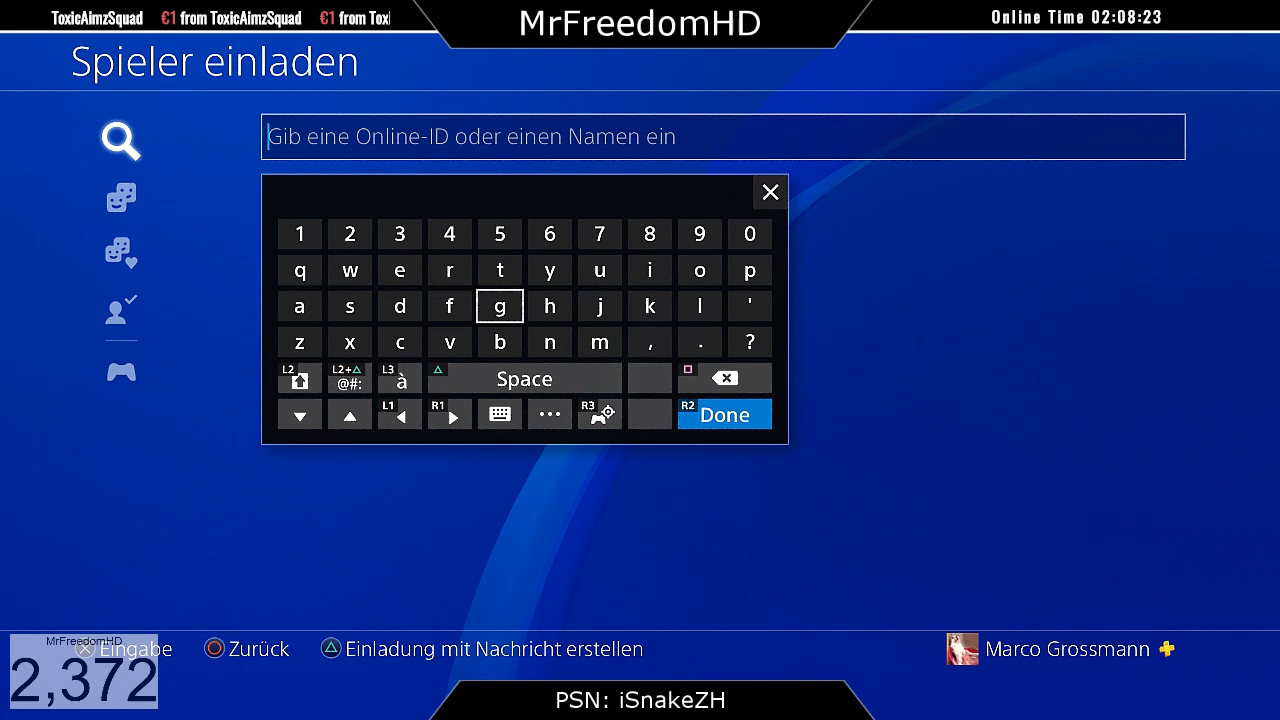 ToxicAimzSquad €1 from ToxicAimzSquad €1 from Tox
MrFreedomHD
Online Time 02:08:23
Spieler einladen
Gib eine Online-ID oder einen Namen ein
1 2 3 4 5 6 7 8 9 0
q w e r t y u i o p
a s d f g h j k l '
z x c v b n m , . ?
L2 L2+△ @#: L3 à △ Space
L1 R1 ... R3 R2 Done
MrFreedomHD
2,372
Eingabe Zurück Einladung mit Nachricht erstellen
Marco Grossmann
PSN: iSnakeZH